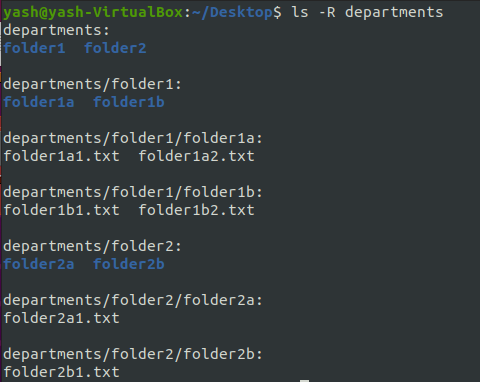 yash@yash-VirtualBox:~/Desktop$ ls -R departments
departments:
folder1  folder2

departments/folder1:
folder1a  folder1b

departments/folder1/folder1a:
folder1a1.txt  folder1a2.txt

departments/folder1/folder1b:
folder1b1.txt  folder1b2.txt

departments/folder2:
folder2a  folder2b

departments/folder2/folder2a:
folder2a1.txt

departments/folder2/folder2b:
folder2b1.txt